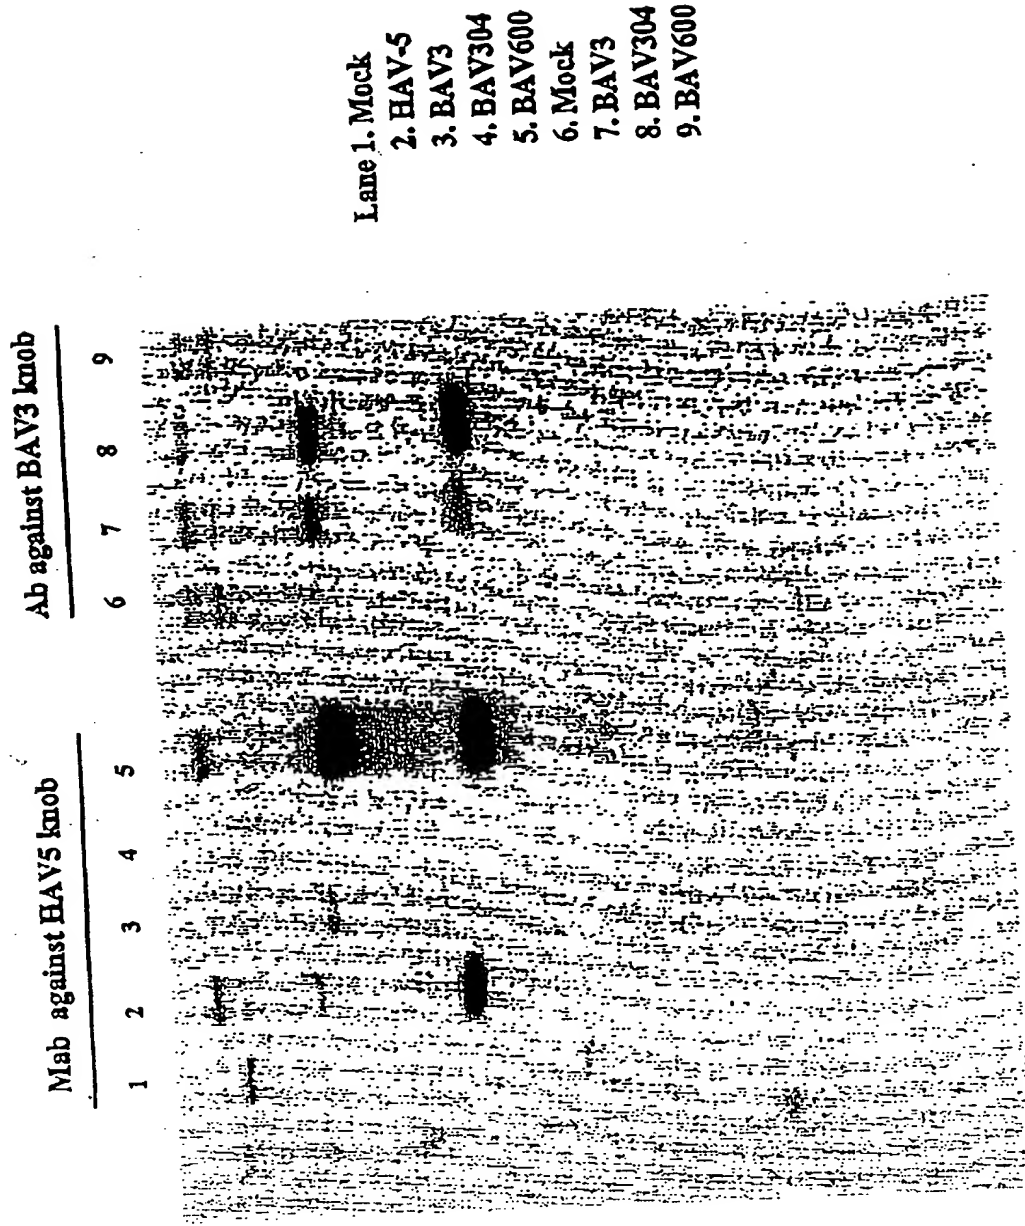 Mab against HAV5 knob
Ab against BAV3 knob
1 2 3 4 5 6 7 8 9
Lane 1. Mock
2. HAV-5
3. BAV3
4. BAV304
5. BAV600
6. Mock
7. BAV3
8. BAV304
9. BAV600